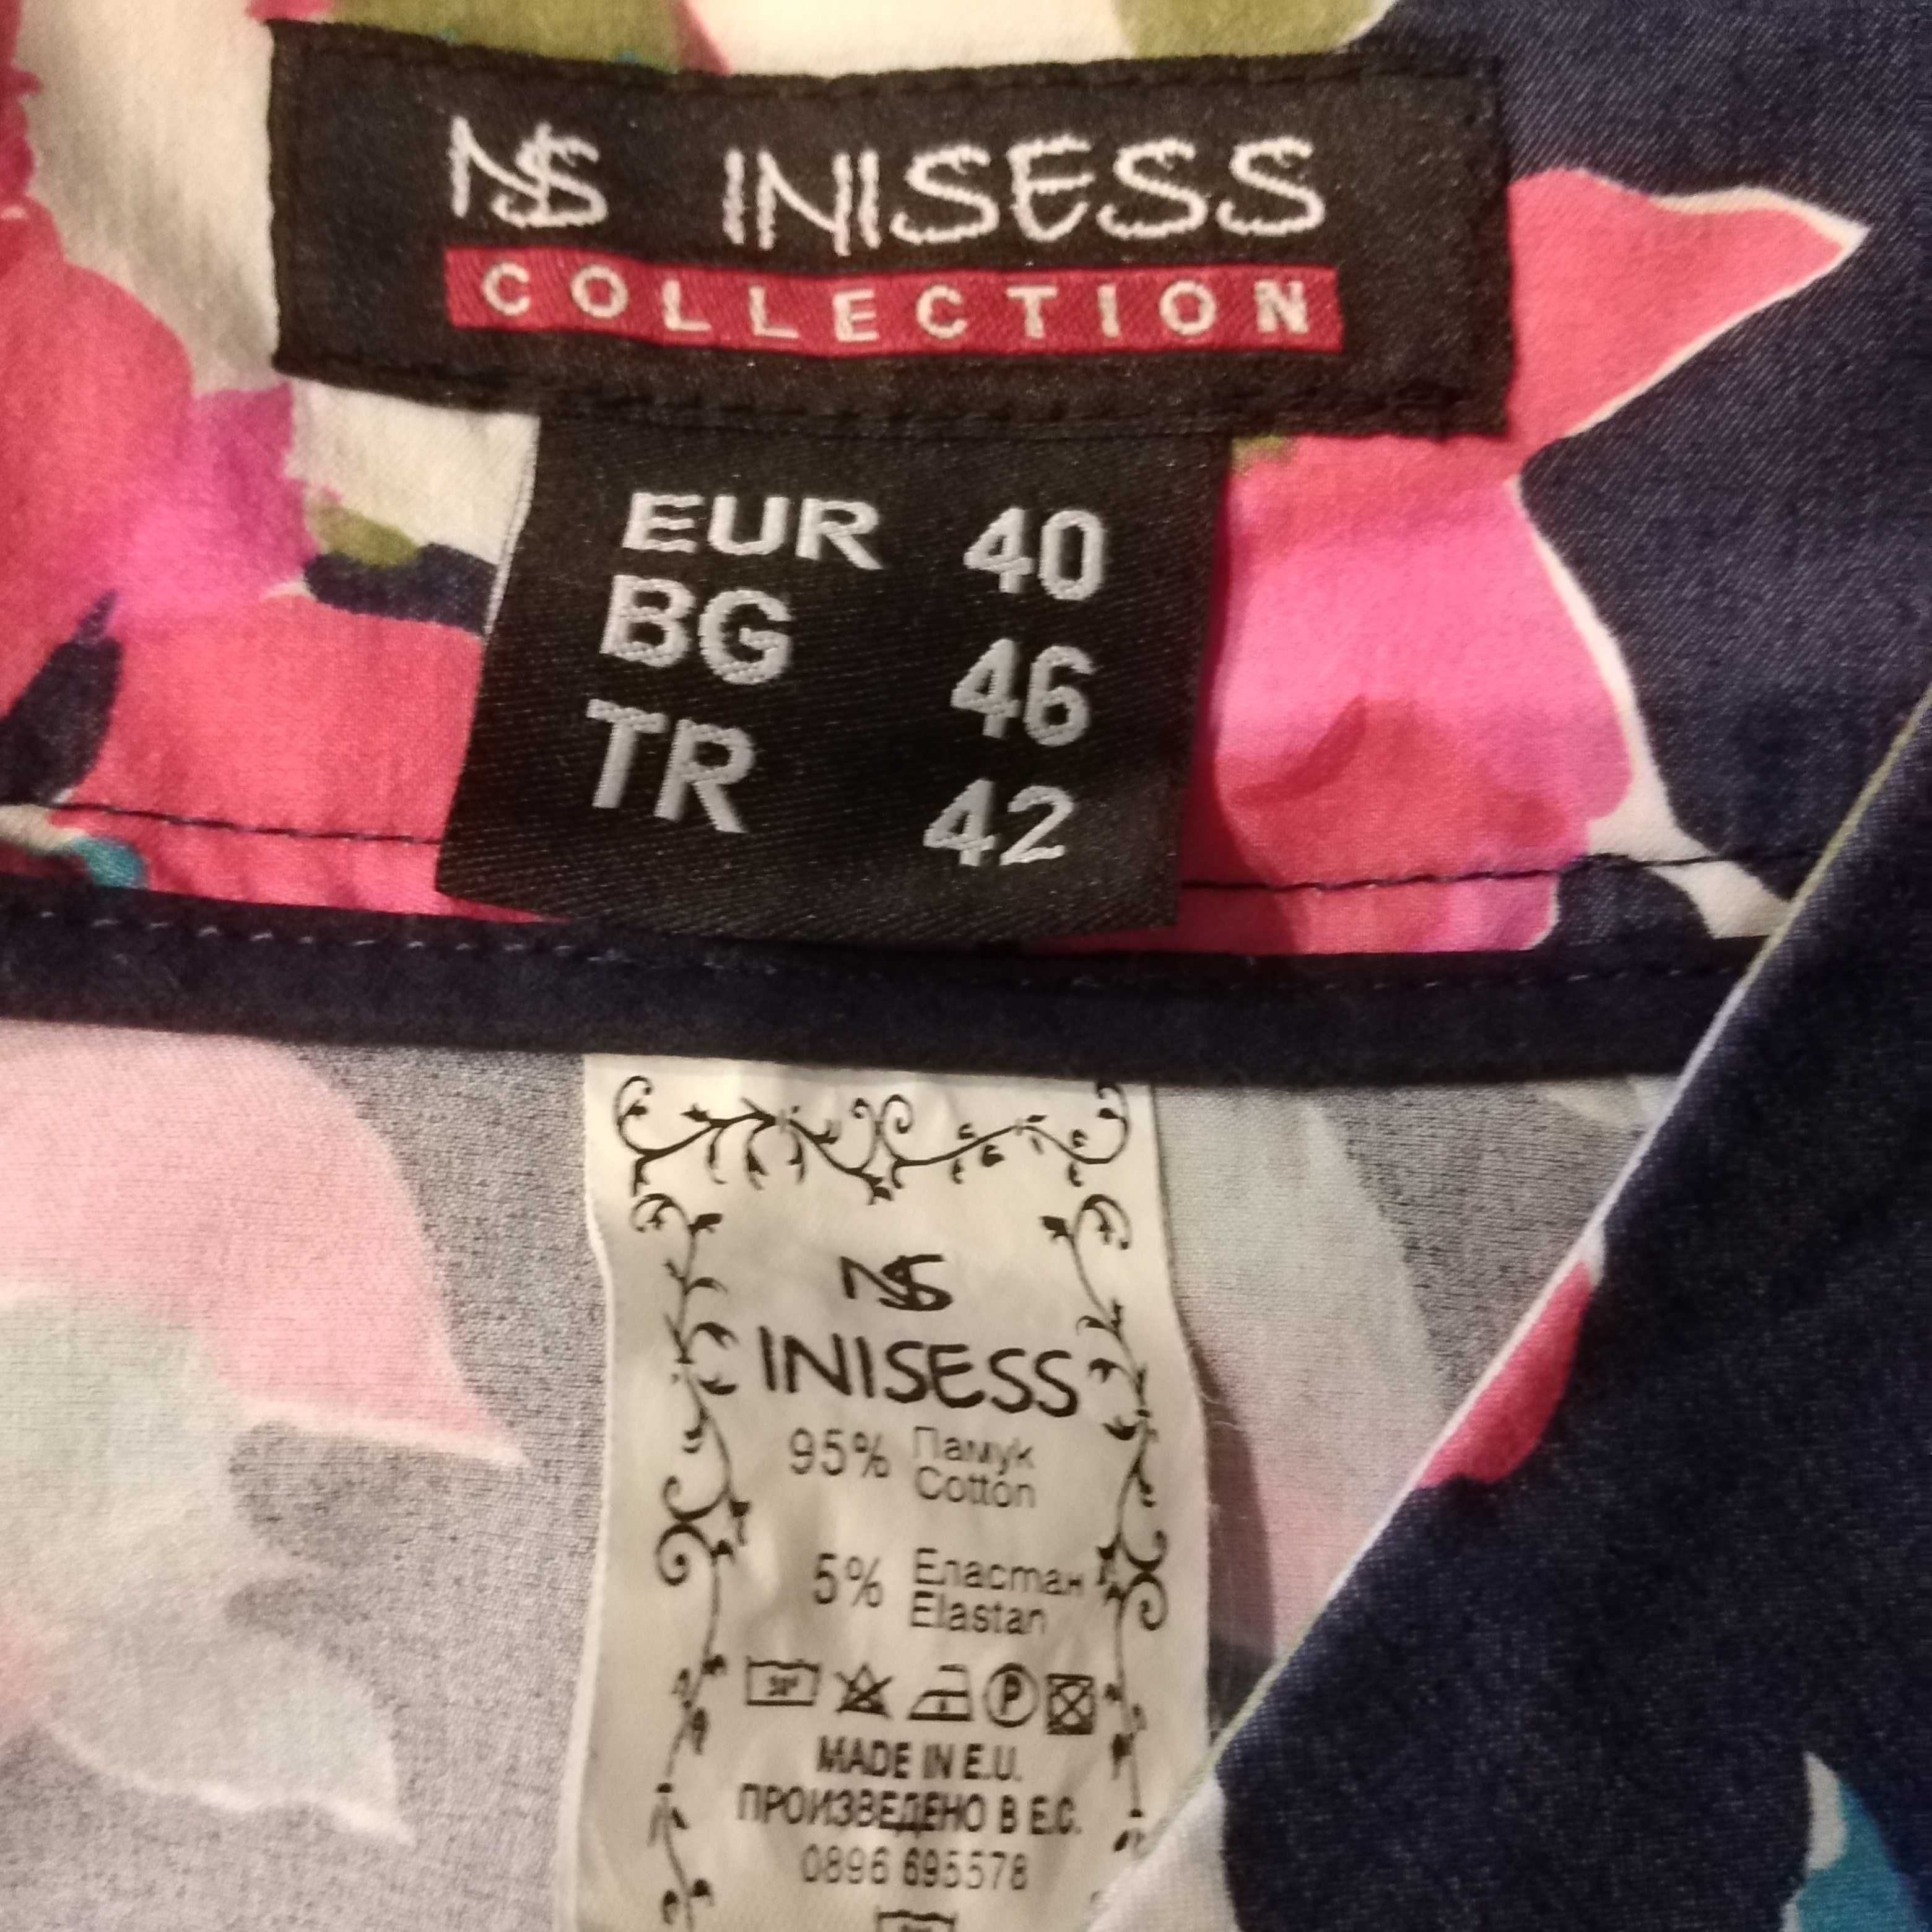 NS INISESS
COLLECTION
EUR 40
BG 46
TR 42
NS
INISESS
95% Памук
Cotton
5% Еластан
Elastan
30°
P
MADE IN E.U.
ПРОИЗВЕДЕНО В Е.С.
0896 695578